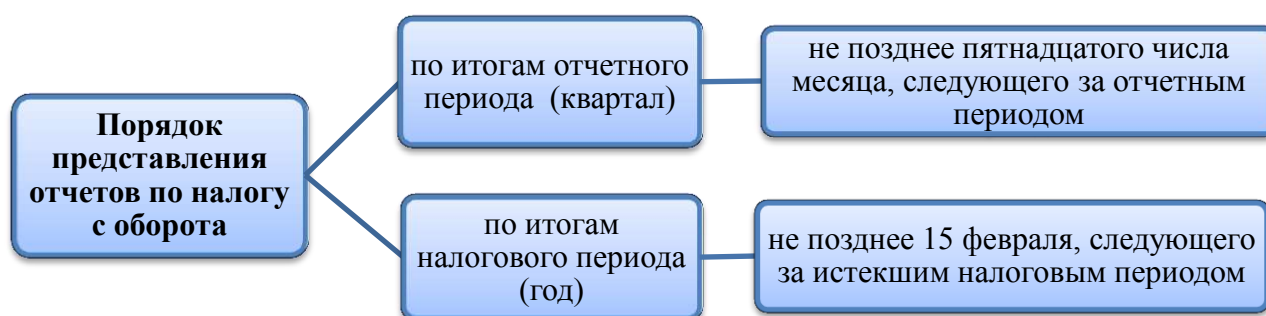 Порядок
представления
отчетов по налогу
с оборота
по итогам отчетного
периода (квартал)
не позднее пятнадцатого числа
месяца, следующего за отчетным
периодом
по итогам
налогового периода
(год)
не позднее 15 февраля, следующего
за истекшим налоговым периодом